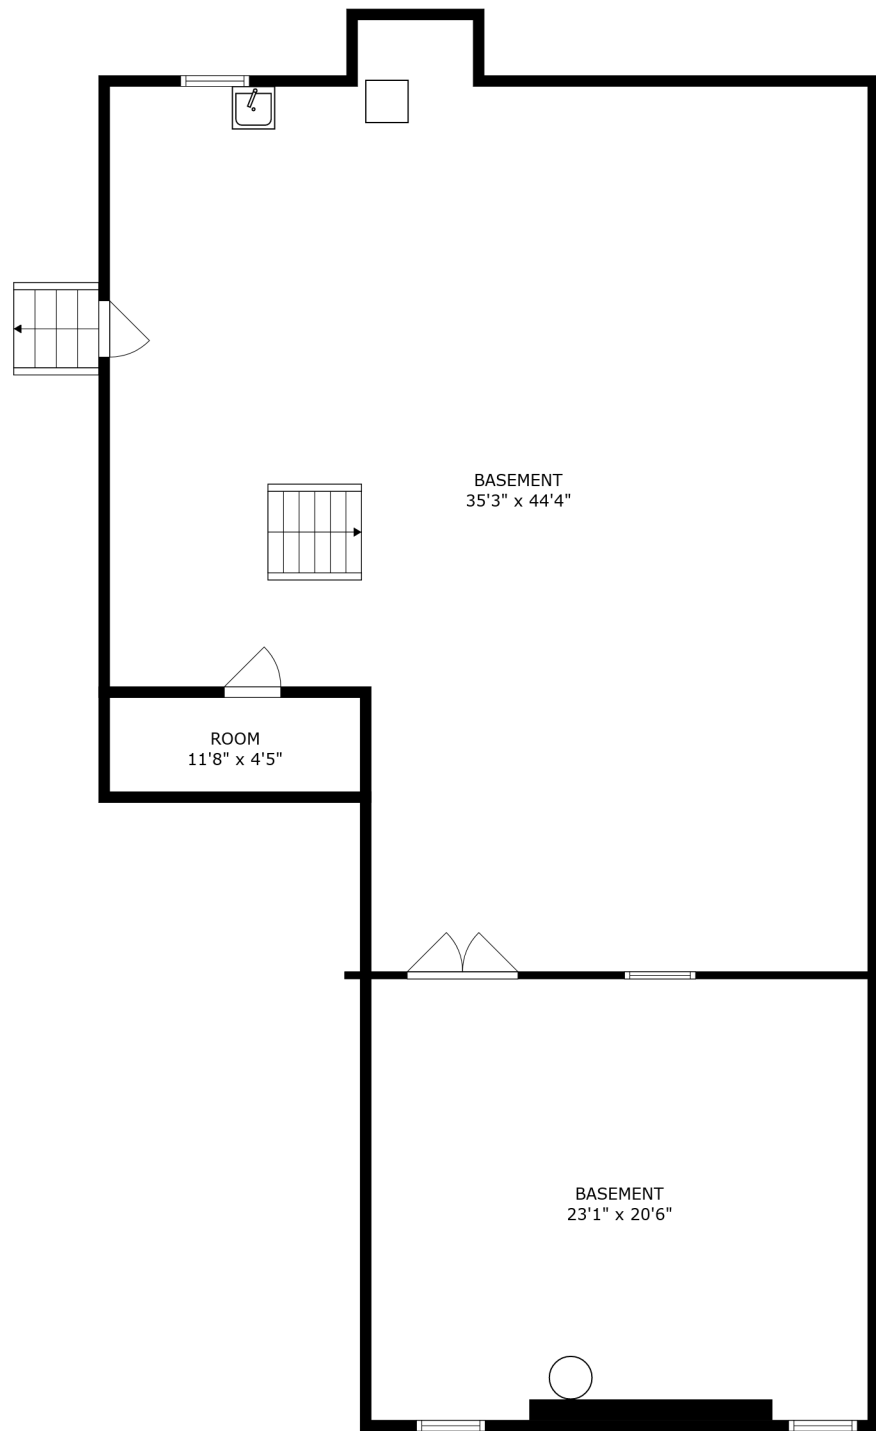 BASEMENT
35'3" x 44'4"
ROOM
11'8" x 4'5"
BASEMENT
23'1" x 20'6"